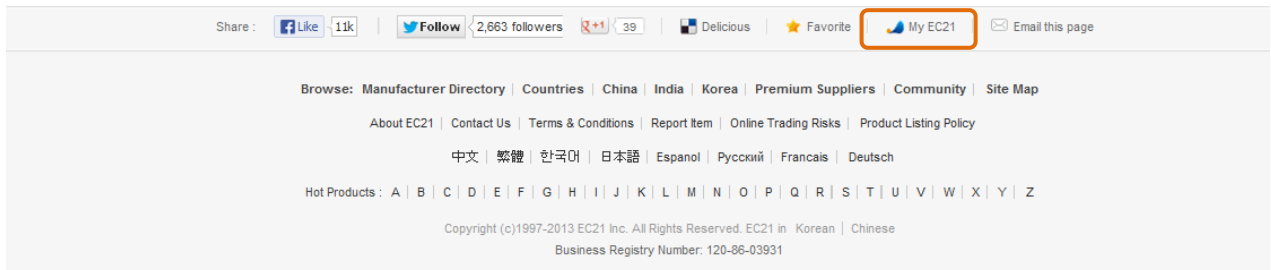 Share : Like 11k | Follow 2,663 followers +1 39 | Delicious | Favorite | My EC21 | Email this page
Browse: Manufacturer Directory | Countries | China | India | Korea | Premium Suppliers | Community | Site Map
About EC21 | Contact Us | Terms & Conditions | Report Item | Online Trading Risks | Product Listing Policy
中文 | 繁體 | 한국어 | 日本語 | Espanol | Русский | Francais | Deutsch
Hot Products : A | B | C | D | E | F | G | H | I | J | K | L | M | N | O | P | Q | R | S | T | U | V | W | X | Y | Z
Copyright (c)1997-2013 EC21 Inc. All Rights Reserved. EC21 in Korean | Chinese
Business Registry Number: 120-86-03931